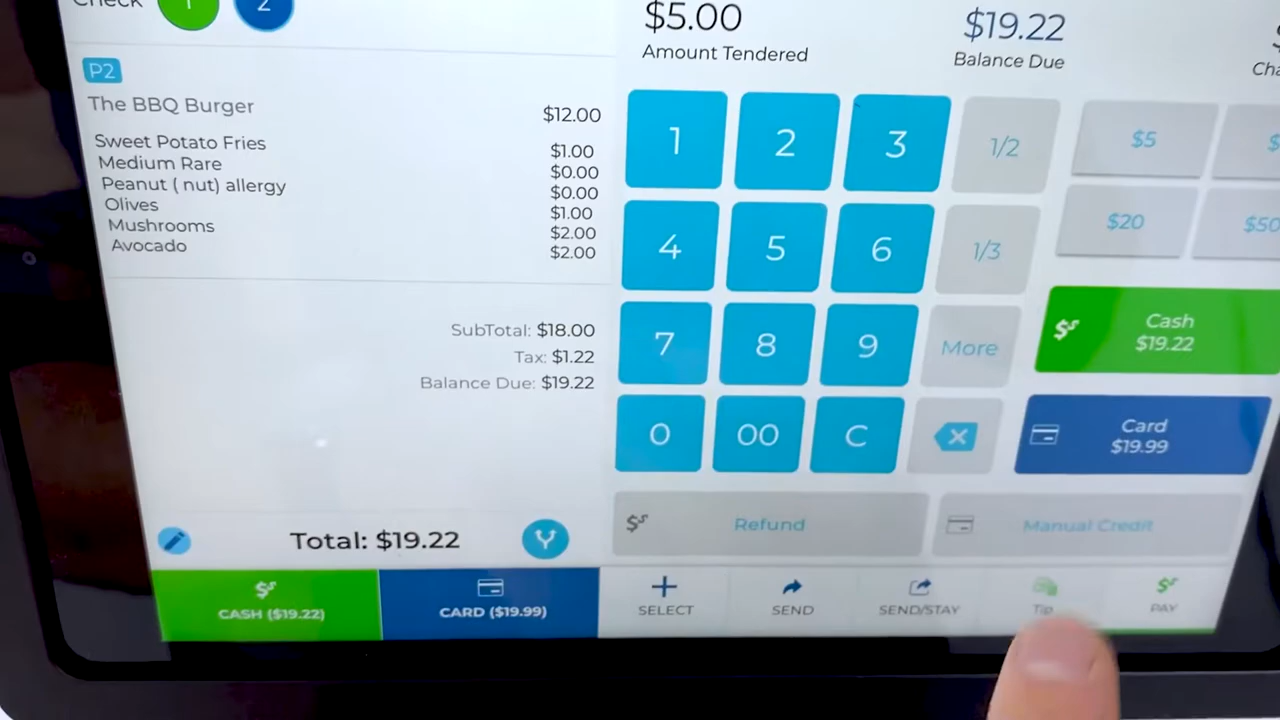 Check 1 2
P2
The BBQ Burger $12.00
Sweet Potato Fries $1.00
Medium Rare $0.00
Peanut ( nut) allergy $0.00
Olives $1.00
Mushrooms $2.00
Avocado $2.00
SubTotal: $18.00
Tax: $1.22
Balance Due: $19.22
Total: $19.22
CASH ($19.22) CARD ($19.99)
$5.00 $19.22
Amount Tendered Balance Due
1 2 3 1/2 $5
4 5 6 1/3 $20 $50
7 8 9 More
Cash
$19.22
0 00 C
Card
$19.99
Refund Manual Credit
SELECT SEND SEND/STAY Tip PAY